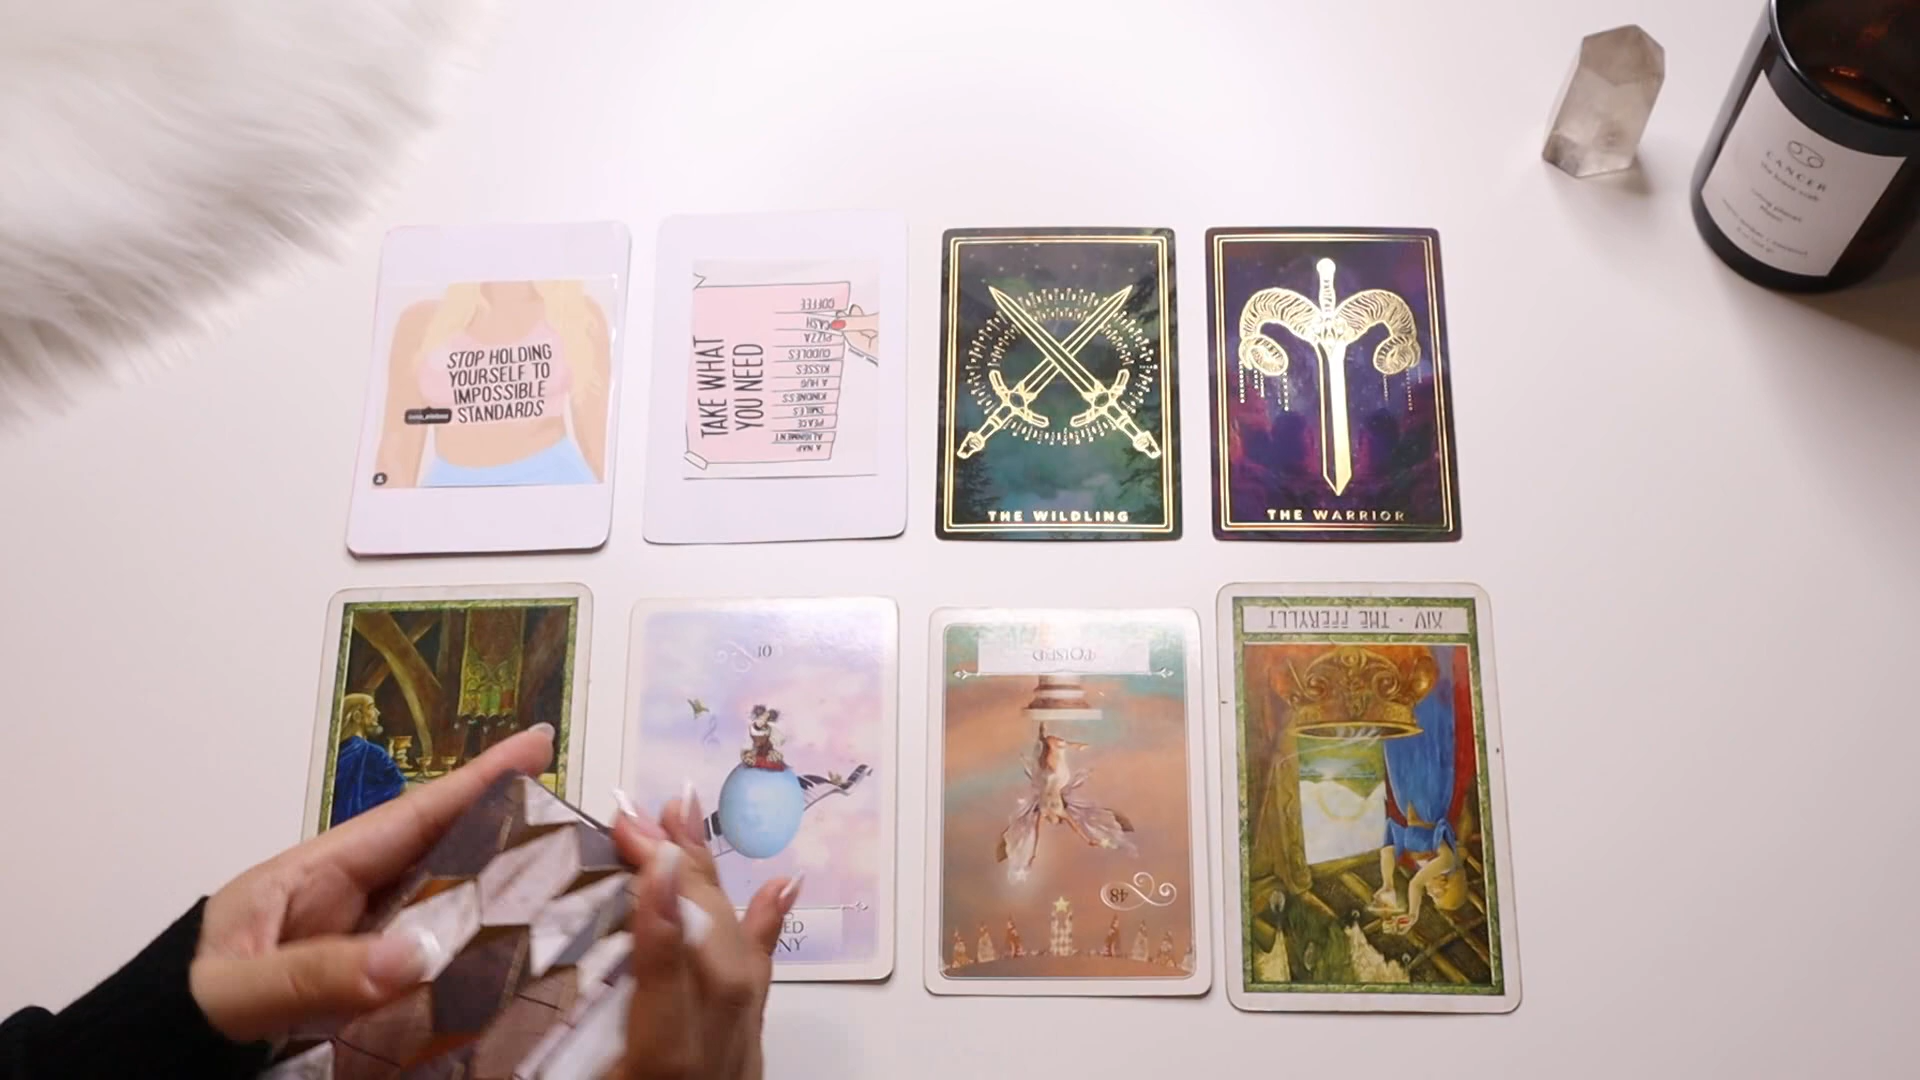 CANCER
STOP HOLDING
YOURSELF TO
IMPOSSIBLE
STANDARDS
TAKE WHAT
YOU NEED
COFFEE
CASH
PIZZA
CUDDLES
KISSES
A HUG
KINDNESS
SMILES
PEACE
ALIGNMENT
A NAP
THE WILDLING
THE WARRIOR
10
POISED
48
XIV · THE FFERYLLT